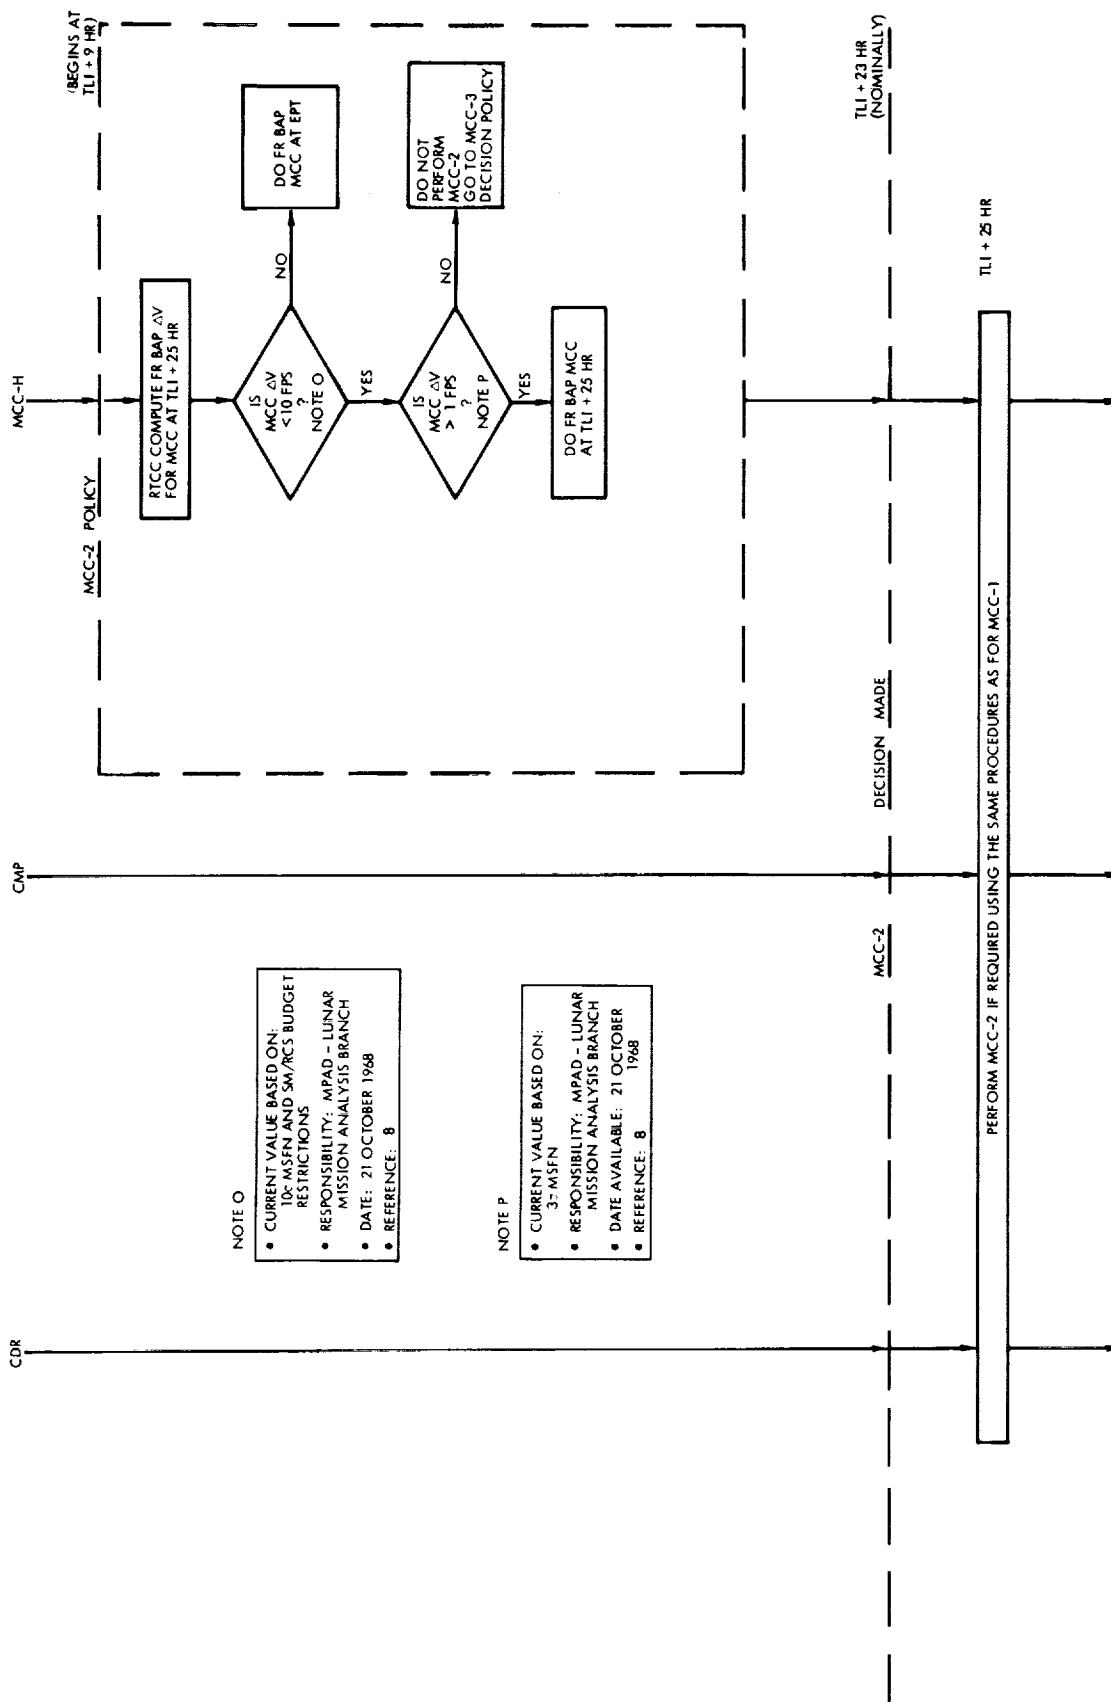 CDR
CMP
MCC-H
(BEGINS AT
TLI + 9 HR)
MCC-2 POLICY
RTCC COMPUTE FR BAP ΔV
FOR MCC AT TLI + 25 HR
IS
MCC ΔV
<10 FPS
?
NOTE O
NO
DO FR BAP
MCC AT EPT
YES
IS
MCC ΔV
> 1 FPS
?
NOTE P
NO
DO NOT
PERFORM
MCC-2
GO TO MCC-3
DECISION POLICY
YES
DO FR BAP MCC
AT TLI + 25 HR
NOTE O
• CURRENT VALUE BASED ON:
10σ MSFN AND SM/RCS BUDGET
RESTRICTIONS
• RESPONSIBILITY: MPAD - LUNAR
MISSION ANALYSIS BRANCH
• DATE: 21 OCTOBER 1968
• REFERENCE: 8
NOTE P
• CURRENT VALUE BASED ON:
3σ MSFN
• RESPONSIBILITY: MPAD - LUNAR
MISSION ANALYSIS BRANCH
• DATE AVAILABLE: 21 OCTOBER
1968
• REFERENCE: 8
MCC-2 DECISION MADE
TLI + 23 HR
(NOMINALLY)
TLI + 25 HR
PERFORM MCC-2 IF REQUIRED USING THE SAME PROCEDURES AS FOR MCC-1